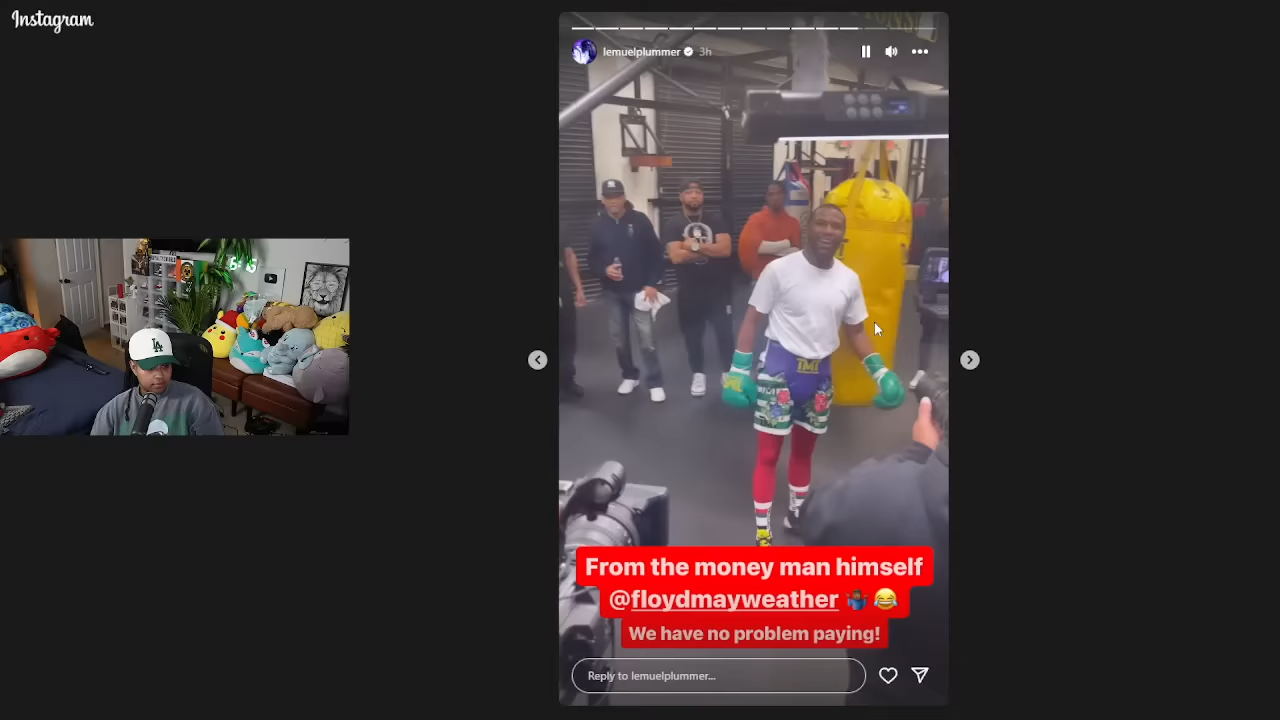 Instagram
lemuelplummer 3h
TMT
LA
From the money man himself
@floydmayweather 🤷🏾‍♂️ 😂
We have no problem paying!
Reply to lemuelplummer...